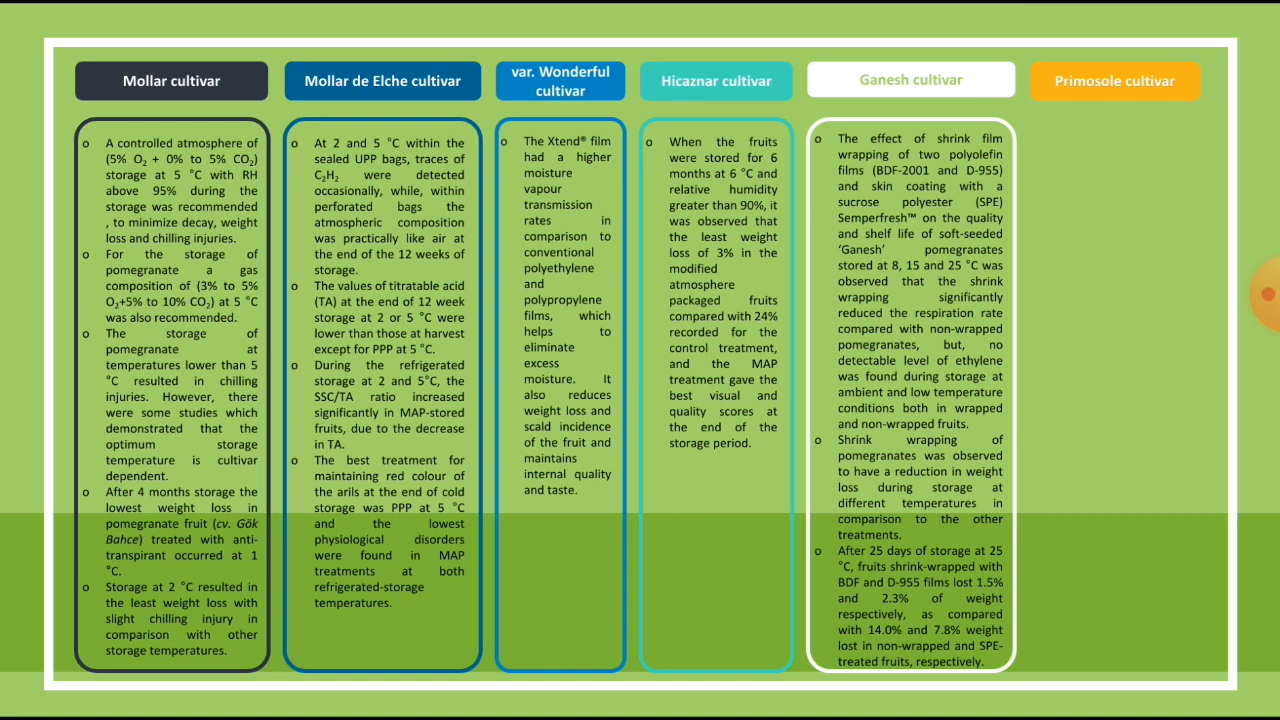 Mollar cultivar
o A controlled atmosphere of
(5% O₂ + 0% to 5% CO₂)
storage at 5 °C with RH
above 95% during the
storage was recommended
, to minimize decay, weight
loss and chilling injuries.
o For the storage of
pomegranate a gas
composition of (3% to 5%
O₂+5% to 10% CO₂) at 5 °C
was also recommended.
o The storage of
pomegranate at
temperatures lower than 5
°C resulted in chilling
injuries. However, there
were some studies which
demonstrated that the
optimum storage
temperature is cultivar
dependent.
o After 4 months storage the
lowest weight loss in
pomegranate fruit (cv. Gök
Bahce) treated with anti-
transpirant occurred at 1
°C.
o Storage at 2 °C resulted in
the least weight loss with
slight chilling injury in
comparison with other
storage temperatures.
Mollar de Elche cultivar
o At 2 and 5 °C within the
sealed UPP bags, traces of
C₂H₂ were detected
occasionally, while, within
perforated bags the
atmospheric composition
was practically like air at
the end of the 12 weeks of
storage.
o The values of titratable acid
(TA) at the end of 12 week
storage at 2 or 5 °C were
lower than those at harvest
except for PPP at 5 °C.
o During the refrigerated
storage at 2 and 5°C, the
SSC/TA ratio increased
significantly in MAP-stored
fruits, due to the decrease
in TA.
o The best treatment for
maintaining red colour of
the arils at the end of cold
storage was PPP at 5 °C
and the lowest
physiological disorders
were found in MAP
treatments at both
refrigerated-storage
temperatures.
var. Wonderful
cultivar
o The Xtend® film
had a higher
moisture
vapour
transmission
rates in
comparison to
conventional
polyethylene
and
polypropylene
films, which
helps to
eliminate
excess
moisture. It
also reduces
weight loss and
scald incidence
of the fruit and
maintains
internal quality
and taste.
Hicaznar cultivar
o When the fruits
were stored for 6
months at 6 °C and
relative humidity
greater than 90%, it
was observed that
the least weight
loss of 3% in the
modified
atmosphere
packaged fruits
compared with 24%
recorded for the
control treatment,
and the MAP
treatment gave the
best visual and
quality scores at
the end of the
storage period.
Ganesh cultivar
o The effect of shrink film
wrapping of two polyolefin
films (BDF-2001 and D-955)
and skin coating with a
sucrose polyester (SPE)
Semperfresh™ on the quality
and shelf life of soft-seeded
‘Ganesh’ pomegranates
stored at 8, 15 and 25 °C was
observed that the shrink
wrapping significantly
reduced the respiration rate
compared with non-wrapped
pomegranates, but, no
detectable level of ethylene
was found during storage at
ambient and low temperature
conditions both in wrapped
and non-wrapped fruits.
o Shrink wrapping of
pomegranates was observed
to have a reduction in weight
loss during storage at
different temperatures in
comparison to the other
treatments.
o After 25 days of storage at 25
°C, fruits shrink-wrapped with
BDF and D-955 films lost 1.5%
and 2.3% of weight
respectively, as compared
with 14.0% and 7.8% weight
lost in non-wrapped and SPE-
treated fruits, respectively.
Primosole cultivar